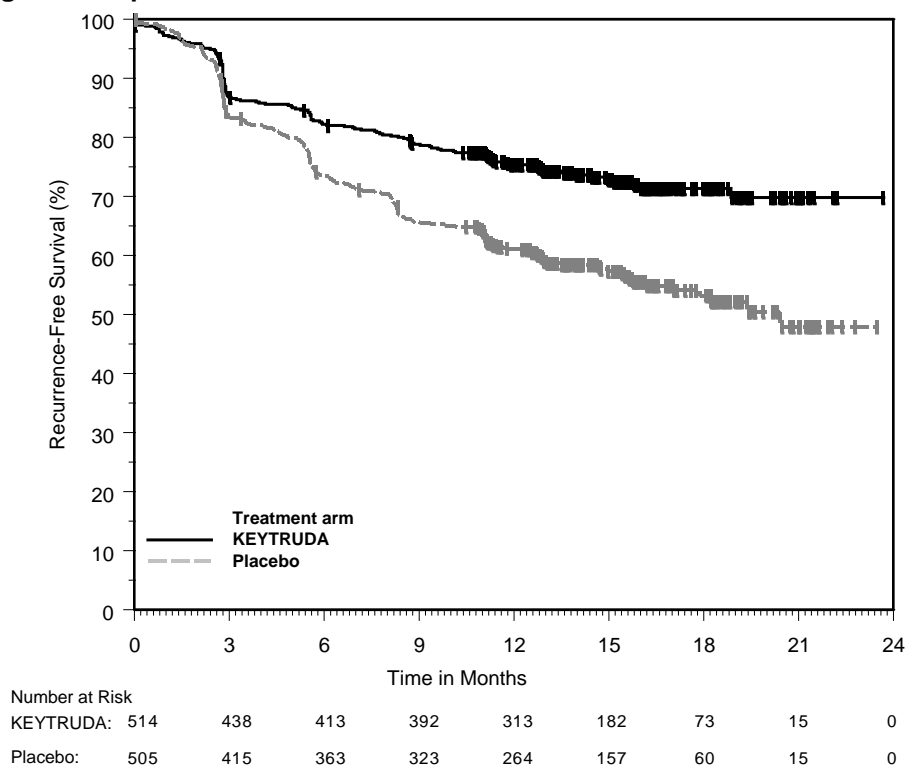 100
90
80
70
60
50
40
30
20
10
0
Recurrence-Free Survival (%)
Treatment arm
KEYTRUDA
Placebo
0 3 6 9 12 15 18 21 24
Time in Months
Number at Risk
KEYTRUDA: 514 438 413 392 313 182 73 15 0
Placebo: 505 415 363 323 264 157 60 15 0